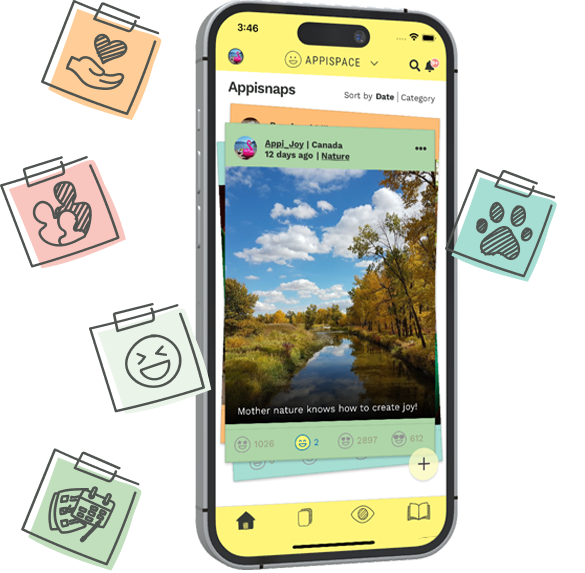 3:46
APPISPACE
Appisnaps
Sort by Date | Category
Appi_Joy | Canada
12 days ago | Nature
Mother nature knows how to create joy!
1026
2
2897
612